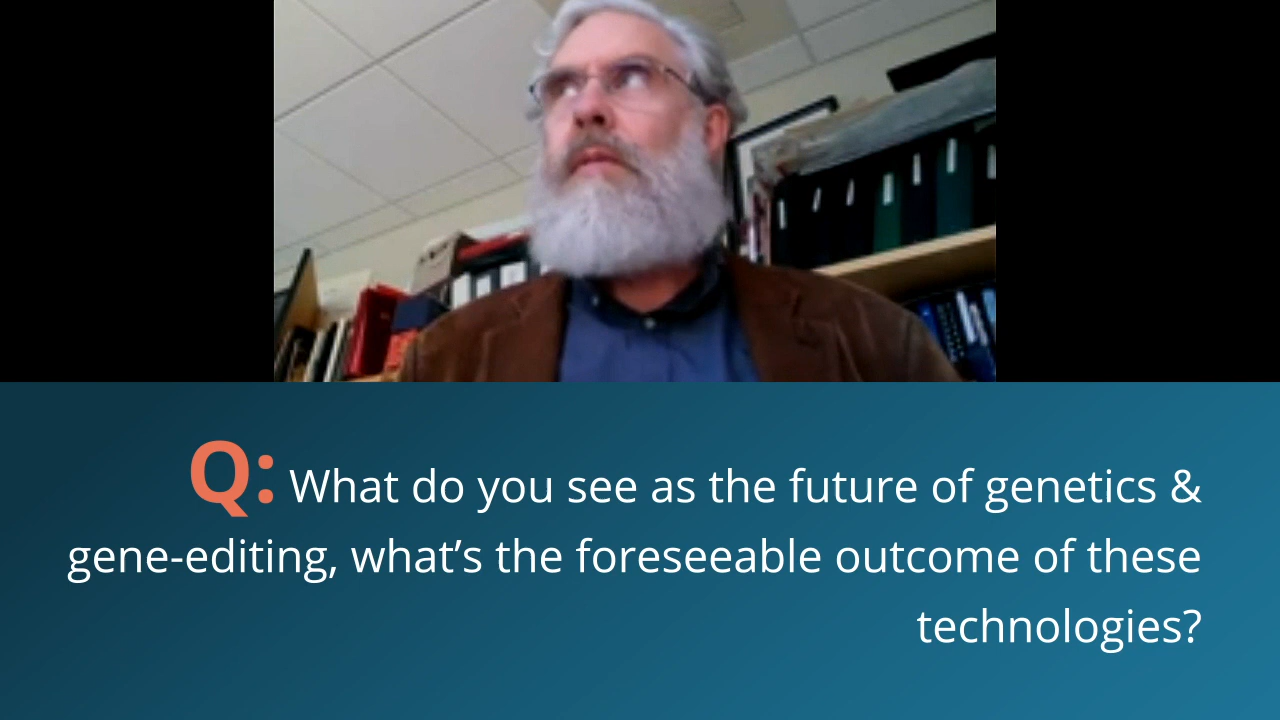 Q: What do you see as the future of genetics &
gene-editing, what’s the foreseeable outcome of these
technologies?